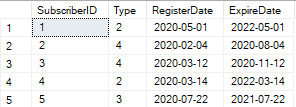 SubscriberID Type RegisterDate ExpireDate
1 1 2 2020-05-01 2022-05-01
2 2 4 2020-02-04 2020-08-04
3 3 4 2020-03-12 2020-11-12
4 4 2 2020-03-14 2022-03-14
5 5 3 2020-07-22 2021-07-22